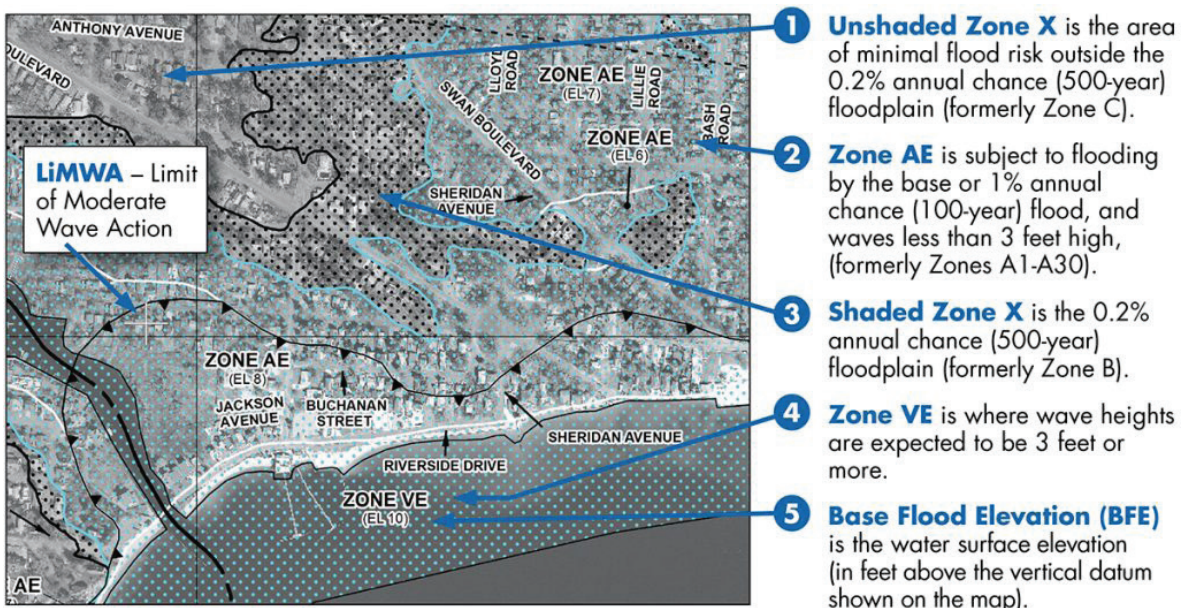 ANTHONY AVENUE
OULEVARD
LiMWA – Limit
of Moderate
Wave Action
LLOYD
ROAD
ZONE AE
(EL 7)
LILLIE
ROAD
SWAN BOULEVARD
ZONE AE
(EL 6)
BASH
ROAD
SHERIDAN
AVENUE
ZONE AE
(EL 8)
JACKSON
AVENUE
BUCHANAN
STREET
SHERIDAN AVENUE
RIVERSIDE DRIVE
ZONE VE
(EL 10)
AE
1 Unshaded Zone X is the area
of minimal flood risk outside the
0.2% annual chance (500-year)
floodplain (formerly Zone C).
2 Zone AE is subject to flooding
by the base or 1% annual
chance (100-year) flood, and
waves less than 3 feet high,
(formerly Zones A1-A30).
3 Shaded Zone X is the 0.2%
annual chance (500-year)
floodplain (formerly Zone B).
4 Zone VE is where wave heights
are expected to be 3 feet or
more.
5 Base Flood Elevation (BFE)
is the water surface elevation
(in feet above the vertical datum
shown on the map).